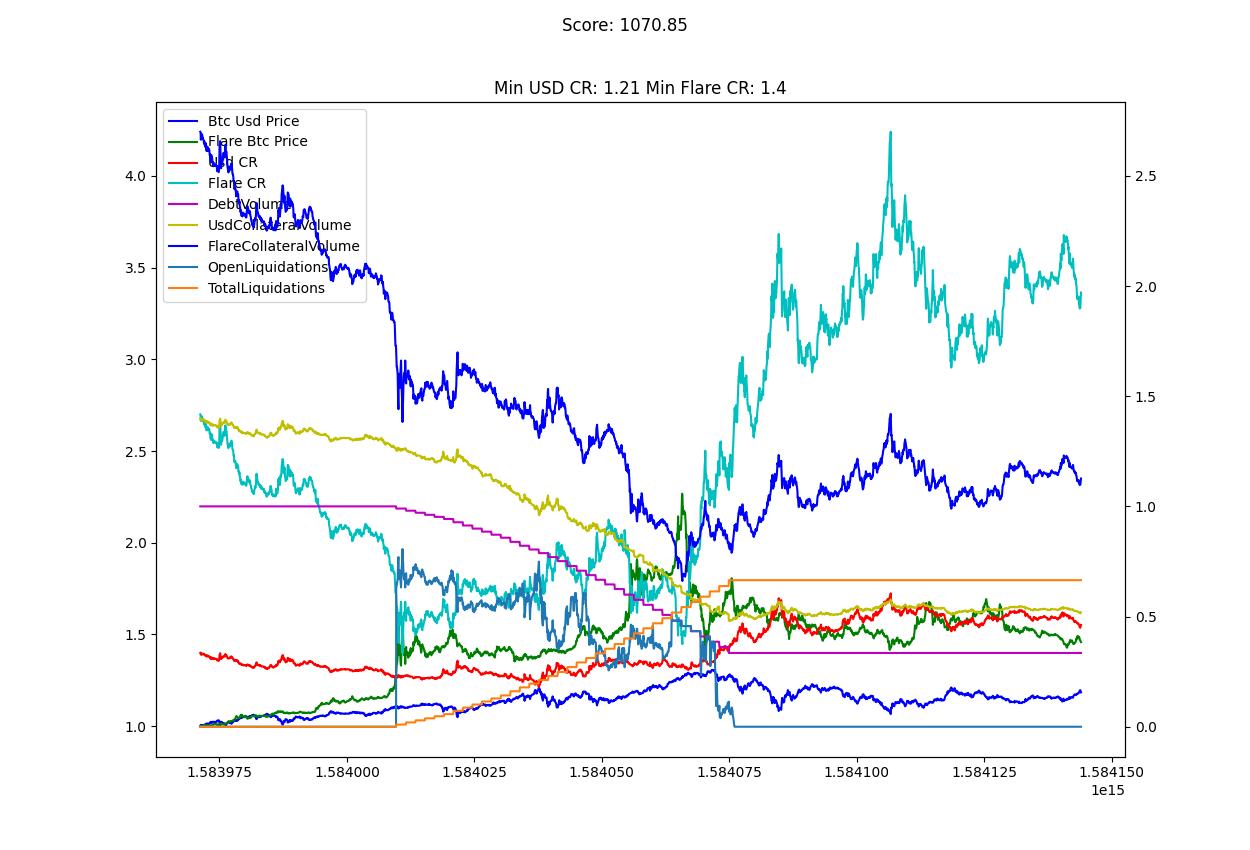 Score: 1070.85
Min USD CR: 1.21 Min Flare CR: 1.4
Btc Usd Price
Flare Btc Price
Usd CR
Flare CR
DebtVolume
UsdCollateralVolume
FlareCollateralVolume
OpenLiquidations
TotalLiquidations
4.0
3.5
3.0
2.5
2.0
1.5
1.0
2.5
2.0
1.5
1.0
0.5
0.0
1.583975 1.584000 1.584025 1.584050 1.584075 1.584100 1.584125 1.584150
1e15